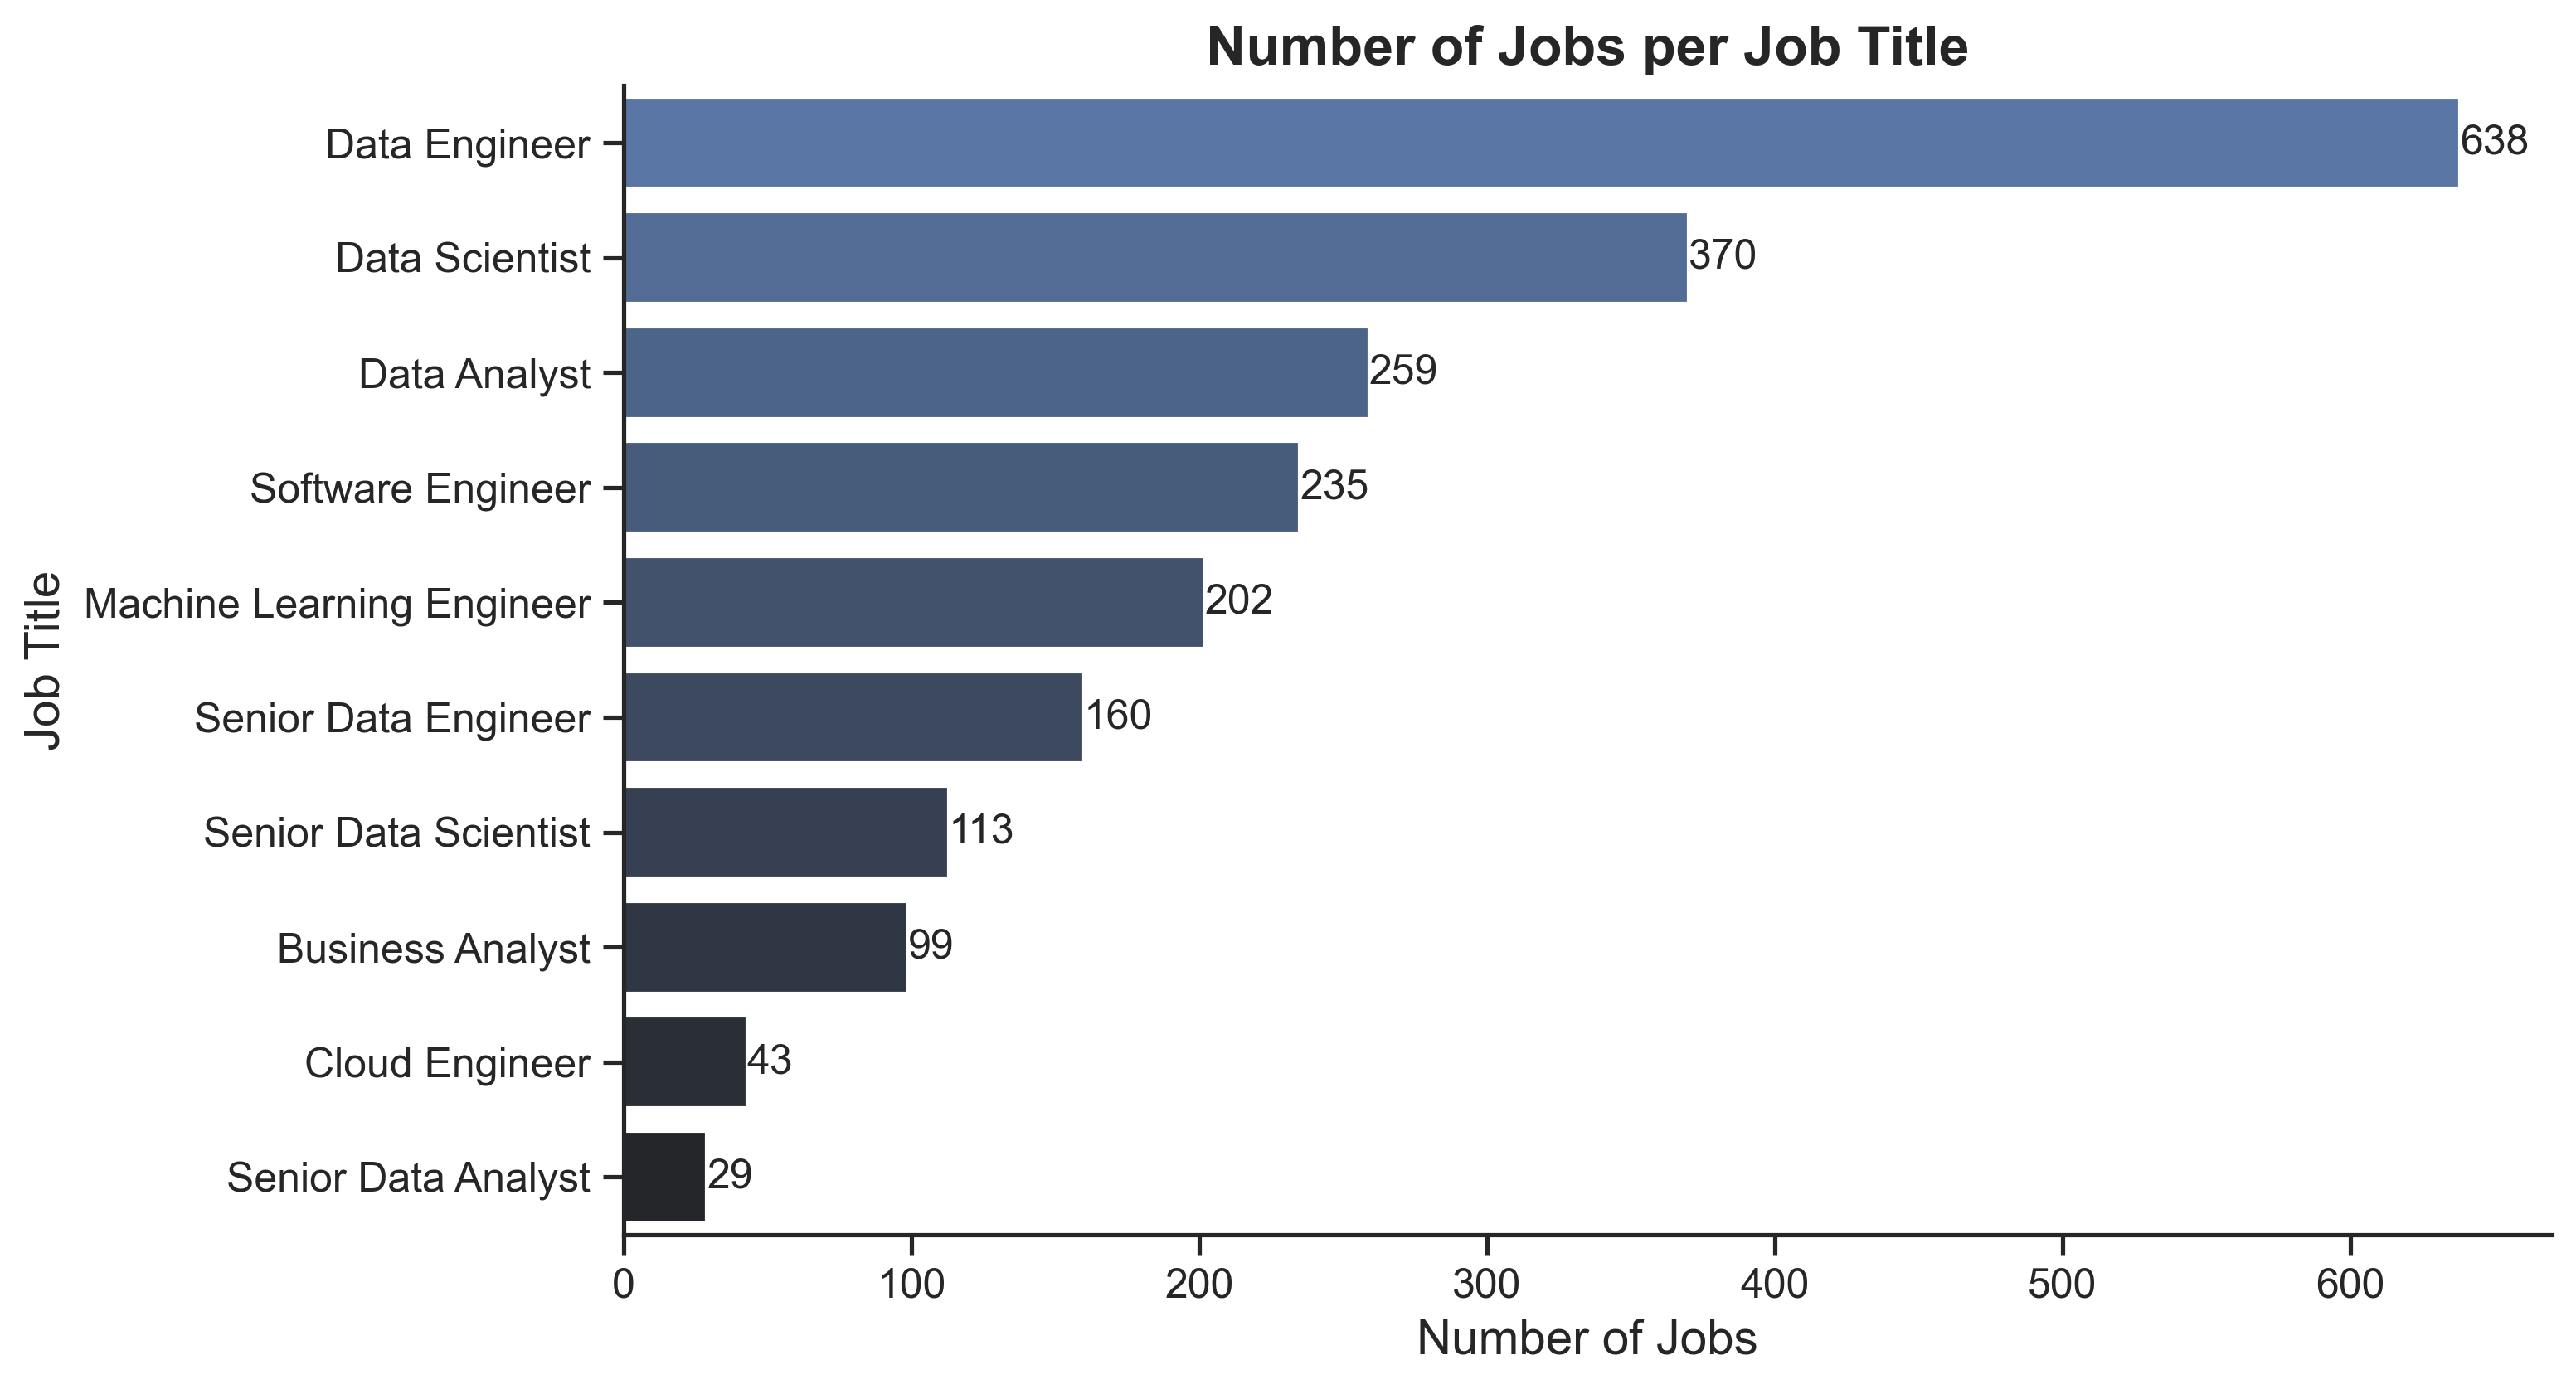 Number of Jobs per Job Title
Job Title
Data Engineer 638
Data Scientist 370
Data Analyst 259
Software Engineer 235
Machine Learning Engineer 202
Senior Data Engineer 160
Senior Data Scientist 113
Business Analyst 99
Cloud Engineer 43
Senior Data Analyst 29
0 100 200 300 400 500 600
Number of Jobs